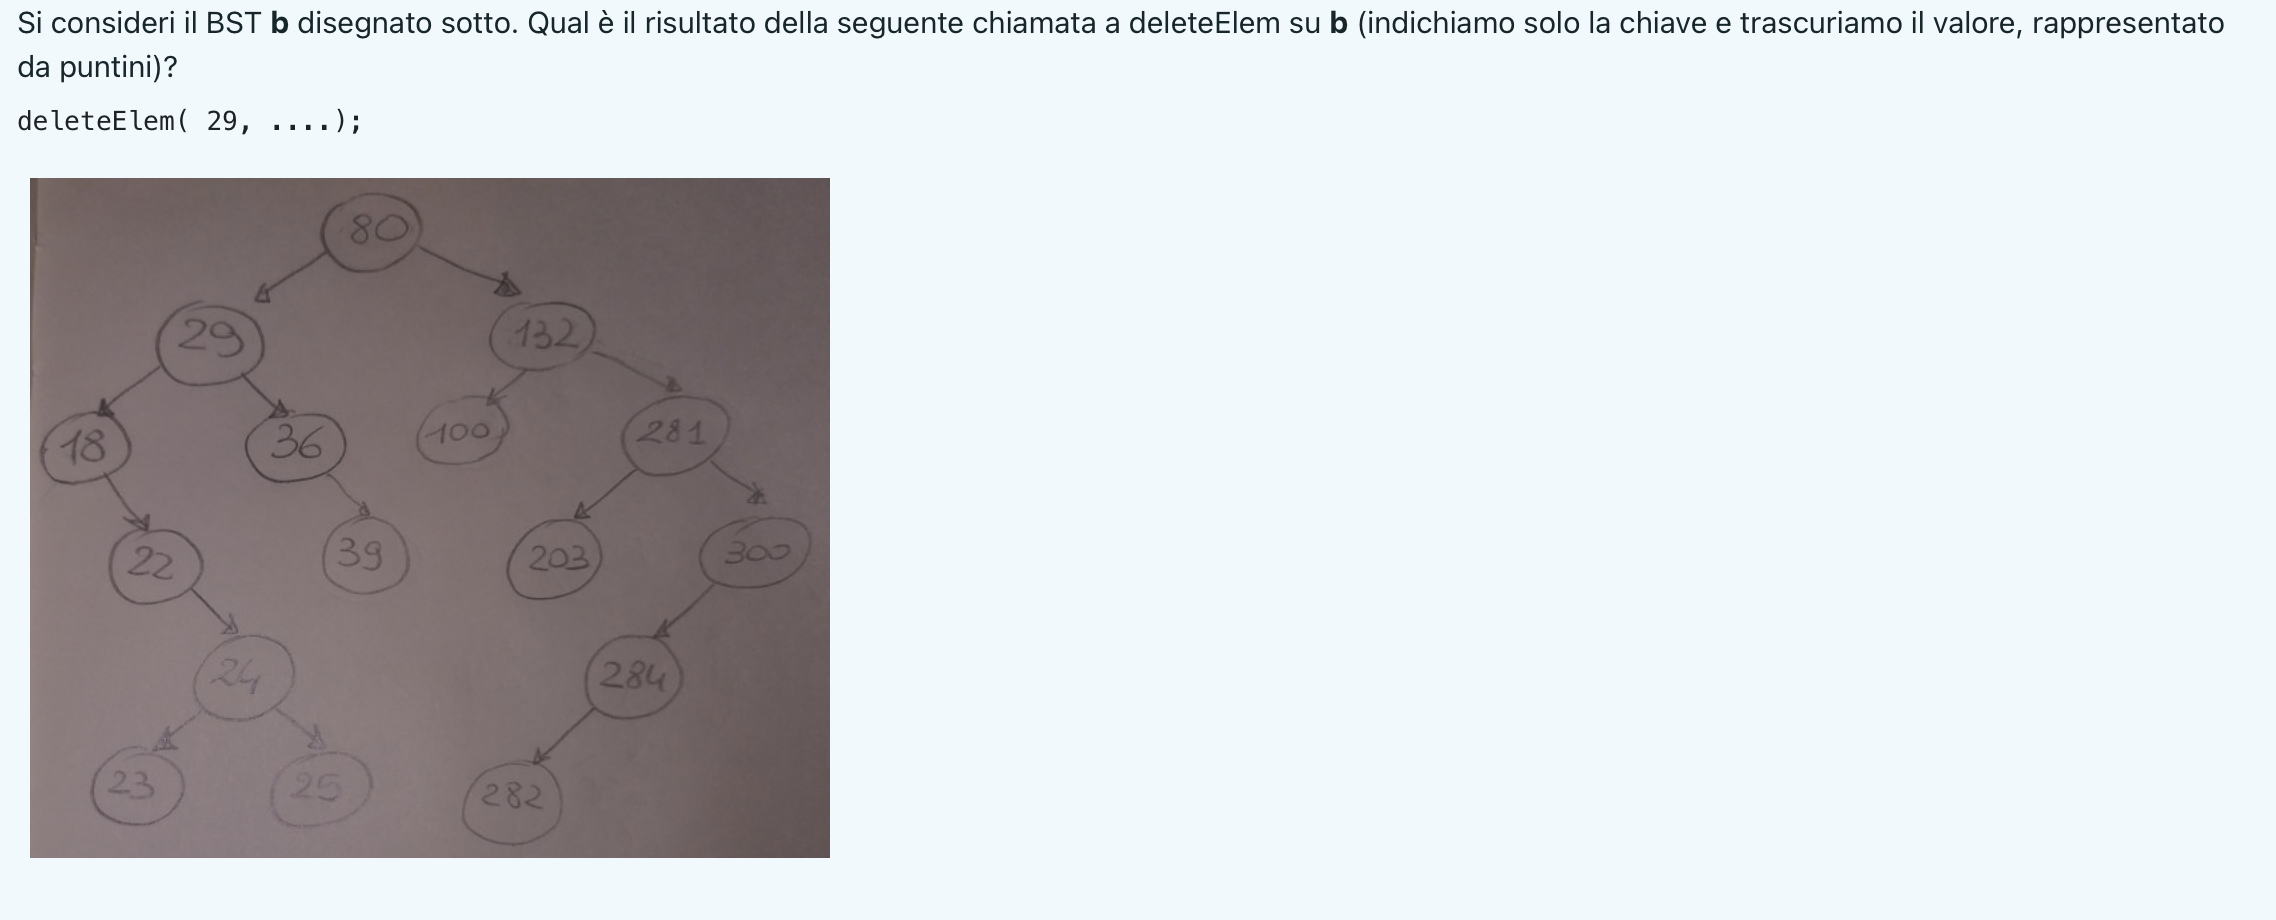 Si consideri il BST b disegnato sotto. Qual è il risultato della seguente chiamata a deleteElem su b (indichiamo solo la chiave e trascuriamo il valore, rappresentato
da puntini)?
deleteElem( 29, ....);
80
29 132
18 36 100 281
22 39 203 300
24 284
23 25 282